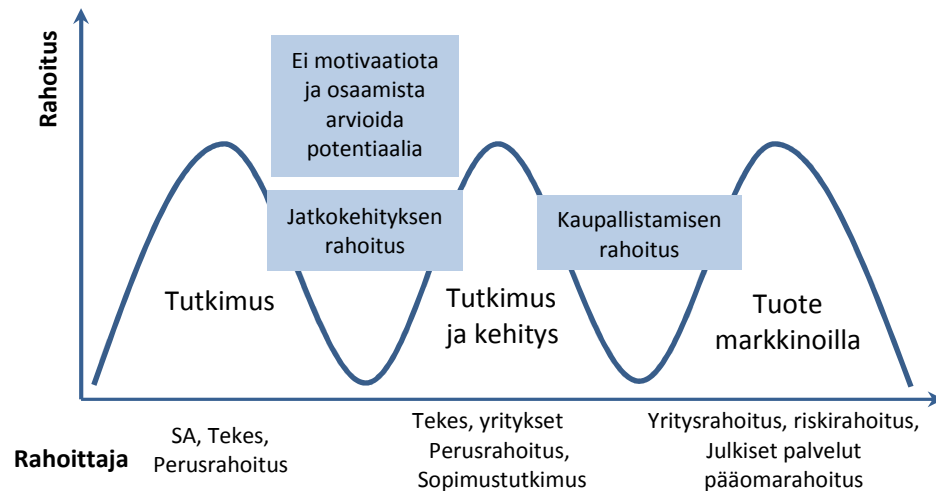 Rahoitus
Ei motivaatiota
ja osaamista
arvioida
potentiaalia
Jatkokehityksen
rahoitus
Kaupallistamisen
rahoitus
Tutkimus
Tutkimus
ja kehitys
Tuote
markkinoilla
Rahoittaja
SA, Tekes,
Perusrahoitus
Tekes, yritykset
Perusrahoitus,
Sopimustutkimus
Yritysrahoitus, riskirahoitus,
Julkiset palvelut
pääomarahoitus